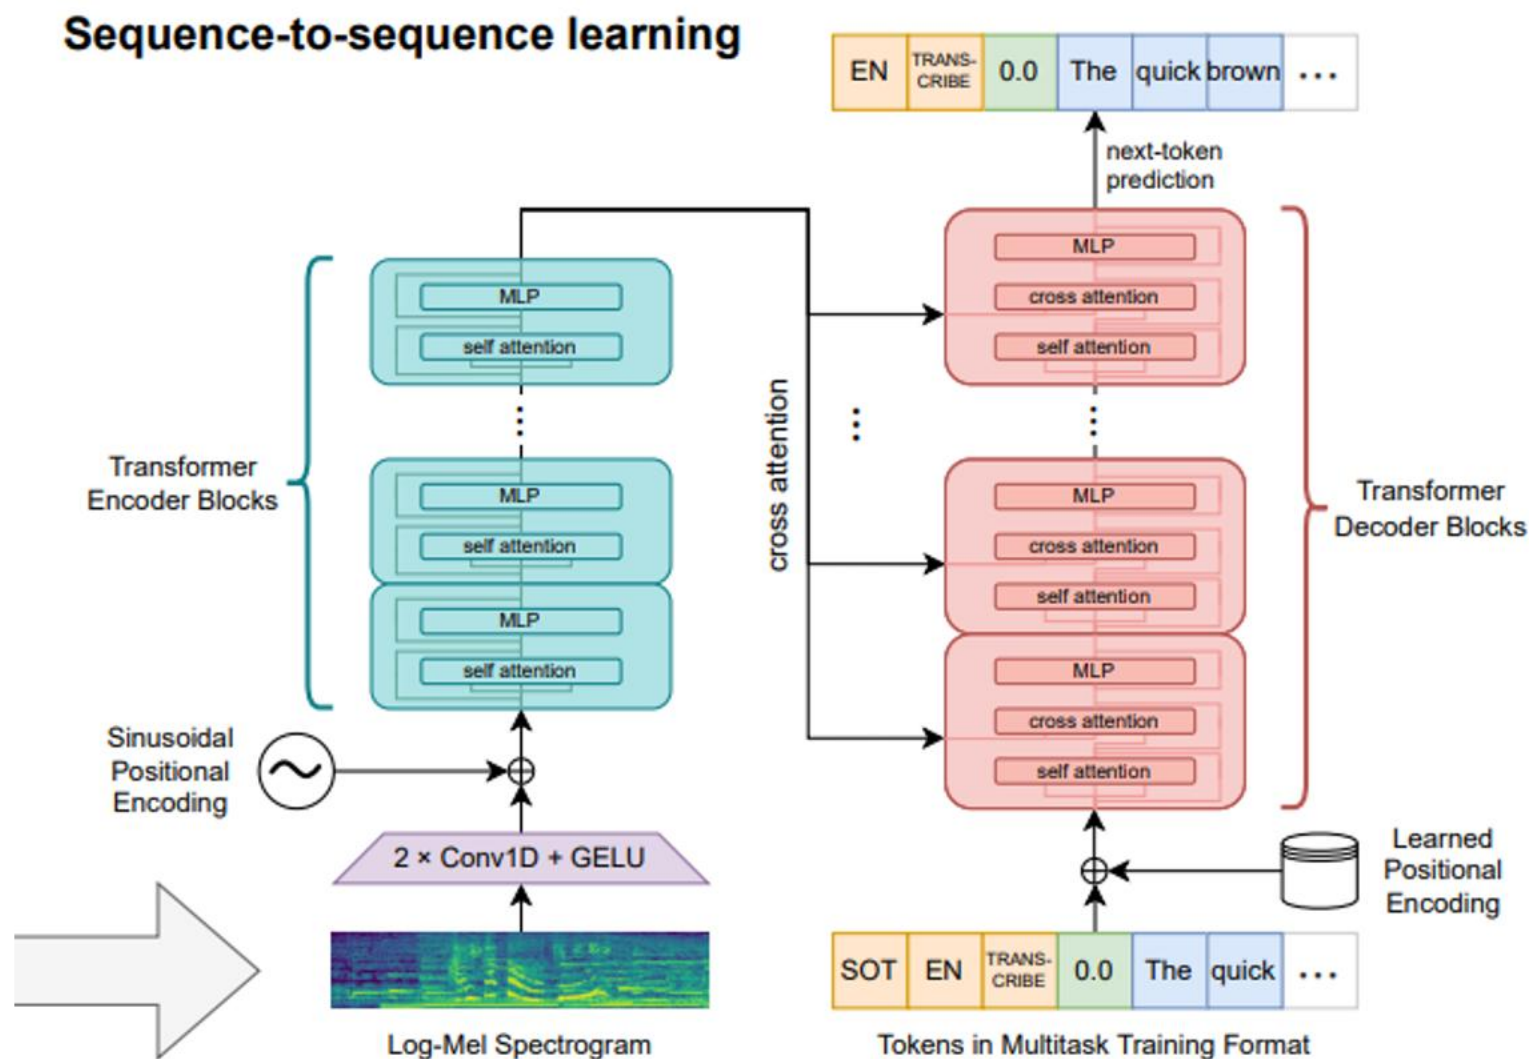 Sequence-to-sequence learning
EN
TRANS-
CRIBE
0.0
The
quick
brown
...
next-token
prediction
MLP
self attention
...
MLP
self attention
MLP
self attention
Transformer
Encoder Blocks
cross attention
...
MLP
cross attention
self attention
...
MLP
cross attention
self attention
MLP
cross attention
self attention
Transformer
Decoder Blocks
Sinusoidal
Positional
Encoding
2 × Conv1D + GELU
Log-Mel Spectrogram
Learned
Positional
Encoding
SOT
EN
TRANS-
CRIBE
0.0
The
quick
...
Tokens in Multitask Training Format